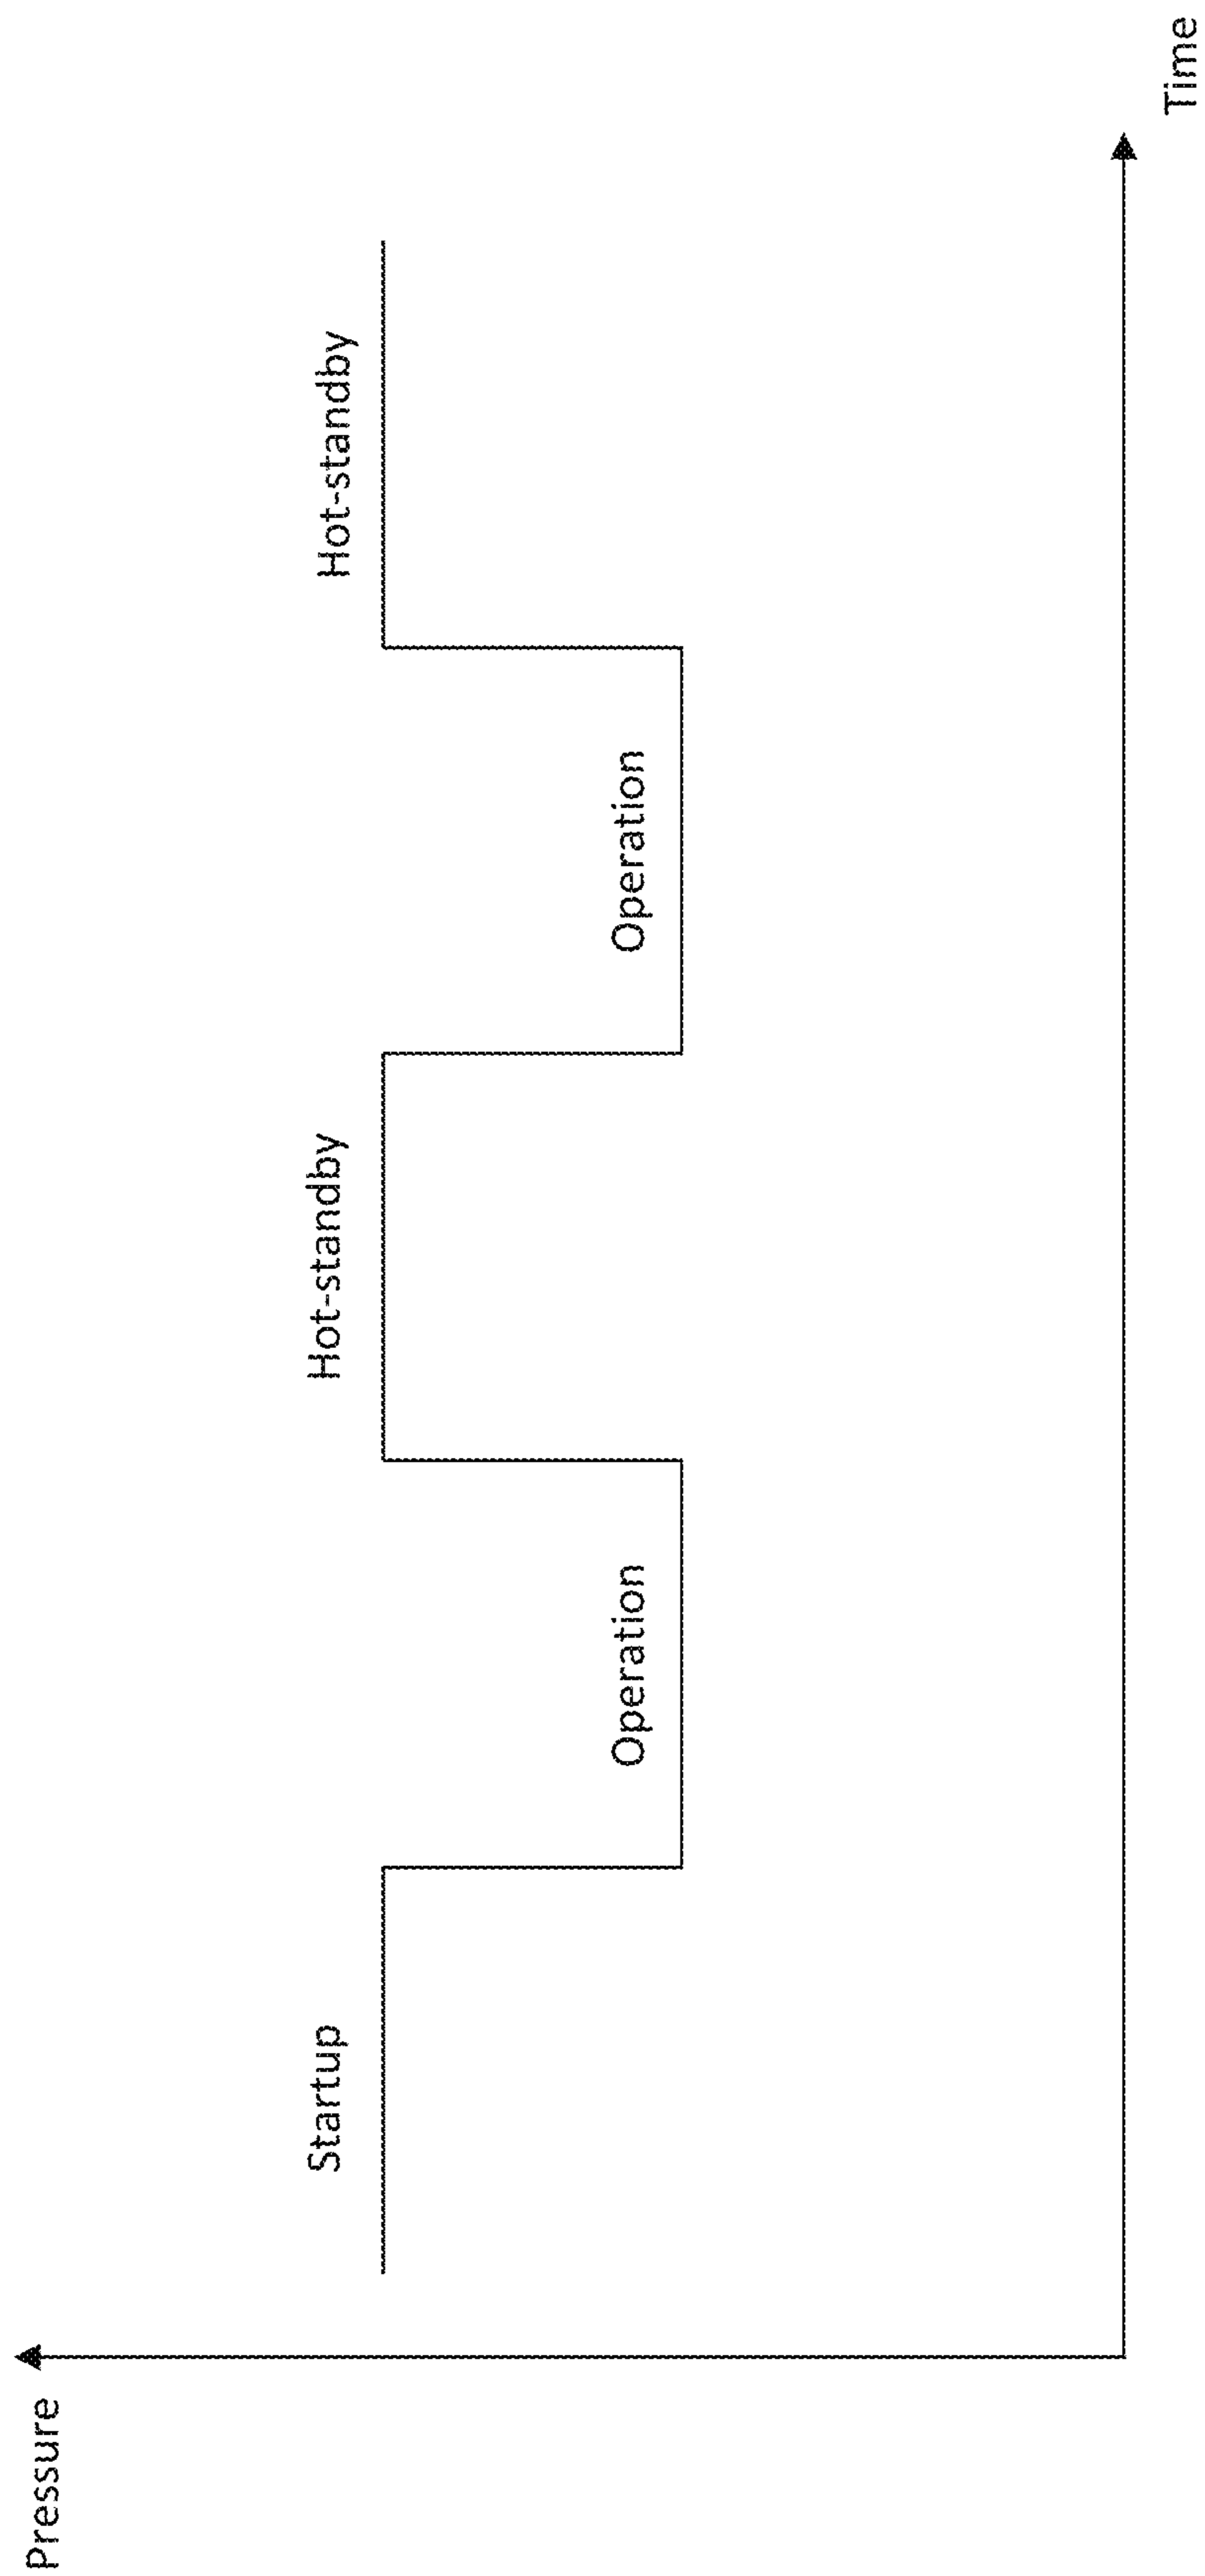 Pressure
Startup
Operation
Hot-standby
Operation
Hot-standby
Time